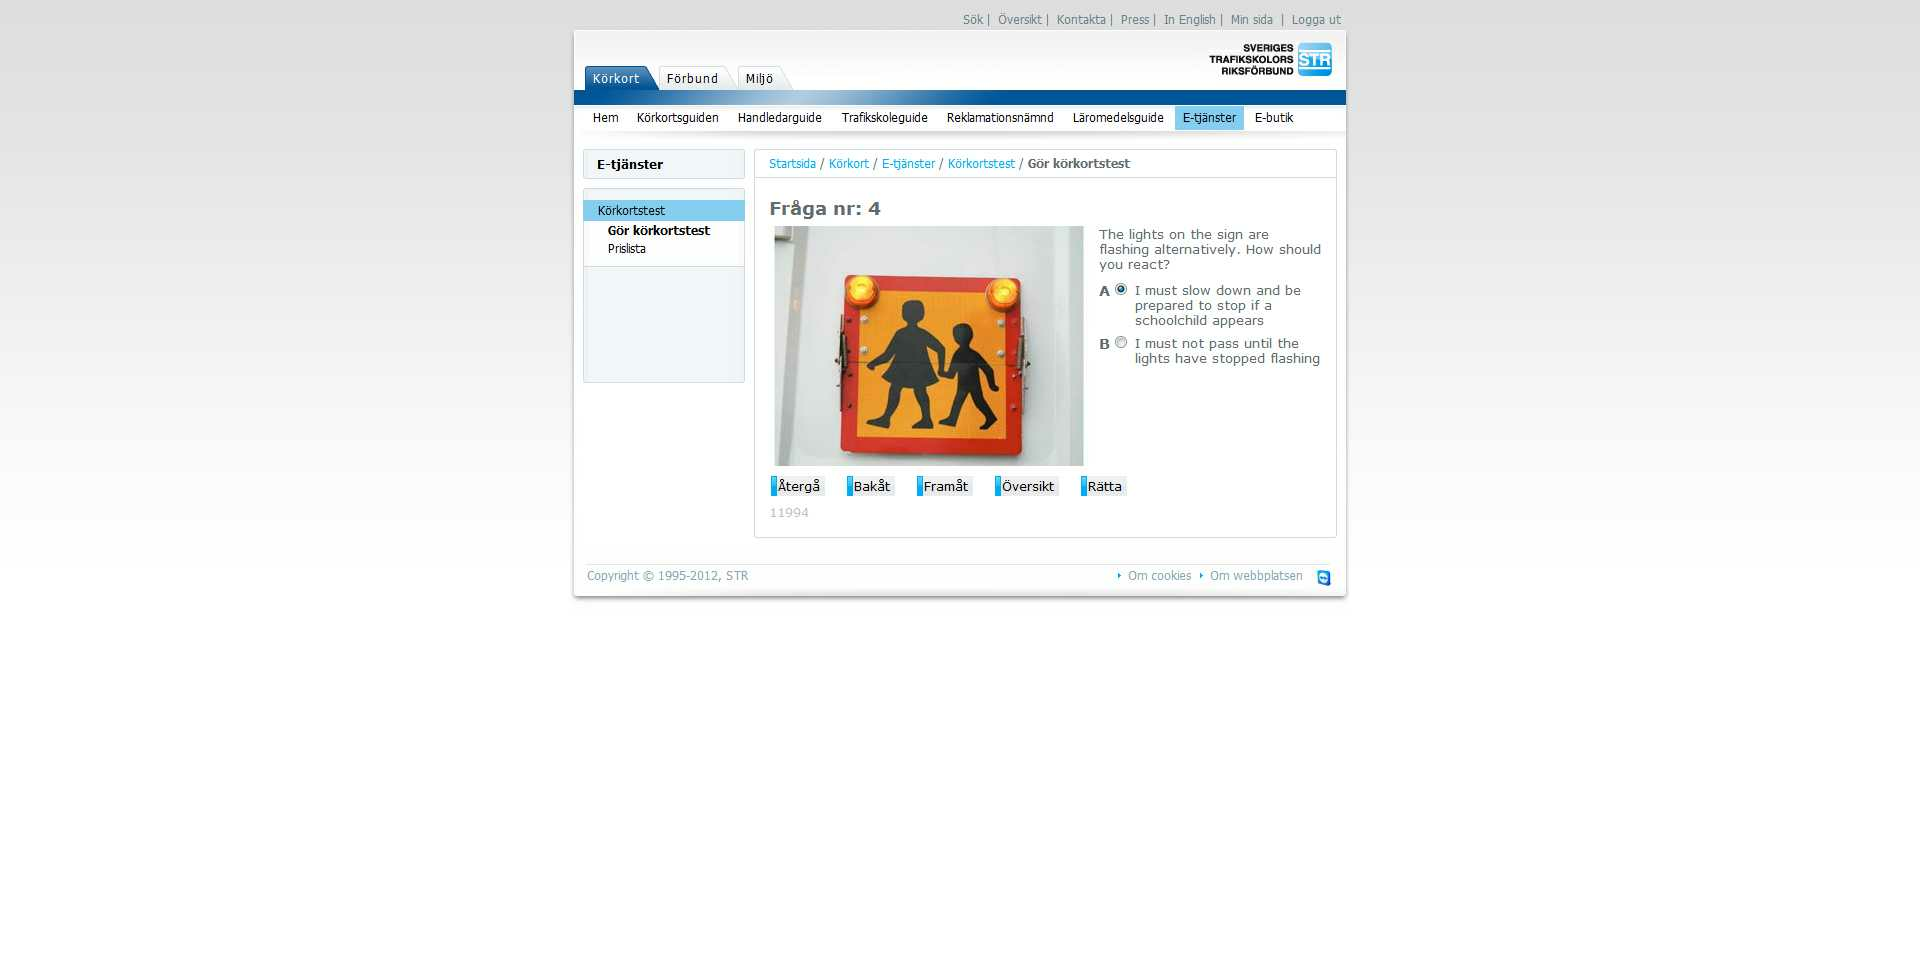 Sök | Översikt | Kontakta | Press | In English | Min sida | Logga ut
SVERIGES
TRAFIKSKOLORS
RIKSFÖRBUND
STR
Körkort Förbund Miljö
Hem Körkortsguiden Handledarguide Trafikskoleguide Reklamationsnämnd Läromedelsguide E-tjänster E-butik
E-tjänster
Körkortstest
Gör körkortstest
Prislista
Startsida / Körkort / E-tjänster / Körkortstest / Gör körkortstest
Fråga nr: 4
The lights on the sign are
flashing alternatively. How should
you react?
A I must slow down and be
prepared to stop if a
schoolchild appears
B I must not pass until the
lights have stopped flashing
Återgå Bakåt Framåt Översikt Rätta
11994
Copyright © 1995-2012, STR Om cookies Om webbplatsen